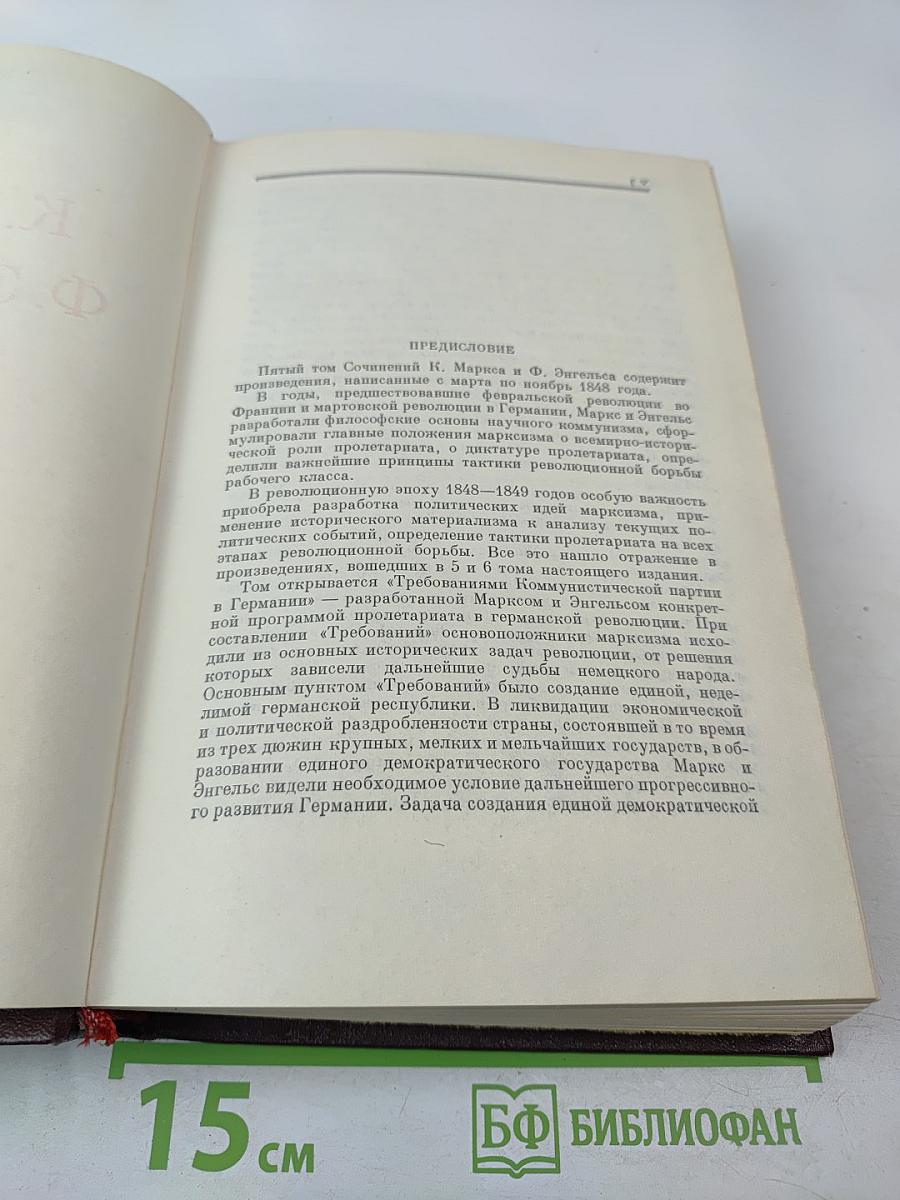 К.
Ф. Э
ПРЕДИСЛОВИЕ
Пятый том Сочинений К. Маркса и Ф. Энгельса содержит
произведения, написанные с марта по ноябрь 1848 года.
В годы, предшествовавшие февральской революции во
Франции и мартовской революции в Германии, Маркс и Энгельс
разработали философские основы научного коммунизма, сфор-
мулировали главные положения марксизма о всемирно-истори-
ческой роли пролетариата, о диктатуре пролетариата, опре-
делили важнейшие принципы тактики революционной борьбы
рабочего класса.
В революционную эпоху 1848—1849 годов особую важность
приобрела разработка политических идей марксизма, при-
менение исторического материализма к анализу текущих по-
литических событий, определение тактики пролетариата на всех
этапах революционной борьбы. Все это нашло отражение в
произведениях, вошедших в 5 и 6 тома настоящего издания.
Том открывается «Требованиями Коммунистической партии
в Германии» — разработанной Марксом и Энгельсом конкрет-
ной программой пролетариата в германской революции. При
составлении «Требований» основоположники марксизма исхо-
дили из основных исторических задач революции, от решения
которых зависели дальнейшие судьбы немецкого народа.
Основным пунктом «Требований» было создание единой, неде-
лимой германской республики. В ликвидации экономической
и политической раздробленности страны, состоявшей в то время
из трех дюжин крупных, мелких и мельчайших государств, в об-
разовании единого демократического государства Маркс и
Энгельс видели необходимое условие дальнейшего прогрессивно-
го развития Германии. Задача создания единой демократической
15 см
БФ БИБЛИОФАН